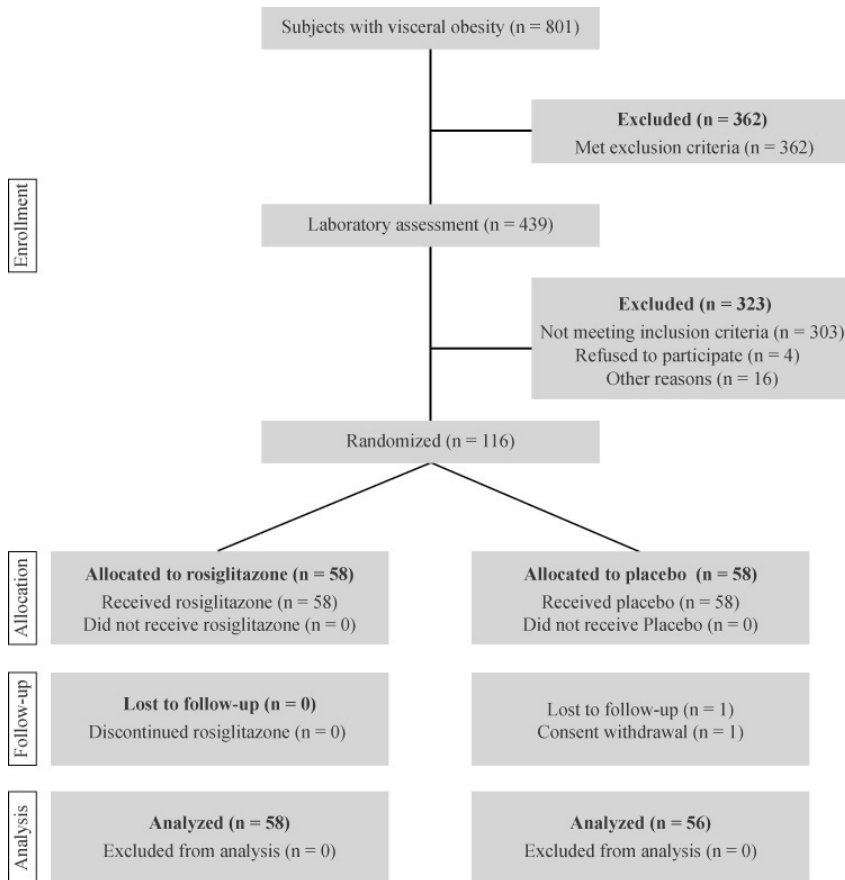 Subjects with visceral obesity (n = 801)
Excluded (n = 362)
Met exclusion criteria (n = 362)
Enrollment
Laboratory assessment (n = 439)
Excluded (n = 323)
Not meeting inclusion criteria (n = 303)
Refused to participate (n = 4)
Other reasons (n = 16)
Randomized (n = 116)
Allocation
Allocated to rosiglitazone (n = 58)
Received rosiglitazone (n = 58)
Did not receive rosiglitazone (n = 0)
Allocated to placebo (n = 58)
Received placebo (n = 58)
Did not receive Placebo (n = 0)
Follow-up
Lost to follow-up (n = 0)
Discontinued rosiglitazone (n = 0)
Lost to follow-up (n = 1)
Consent withdrawal (n = 1)
Analysis
Analyzed (n = 58)
Excluded from analysis (n = 0)
Analyzed (n = 56)
Excluded from analysis (n = 0)